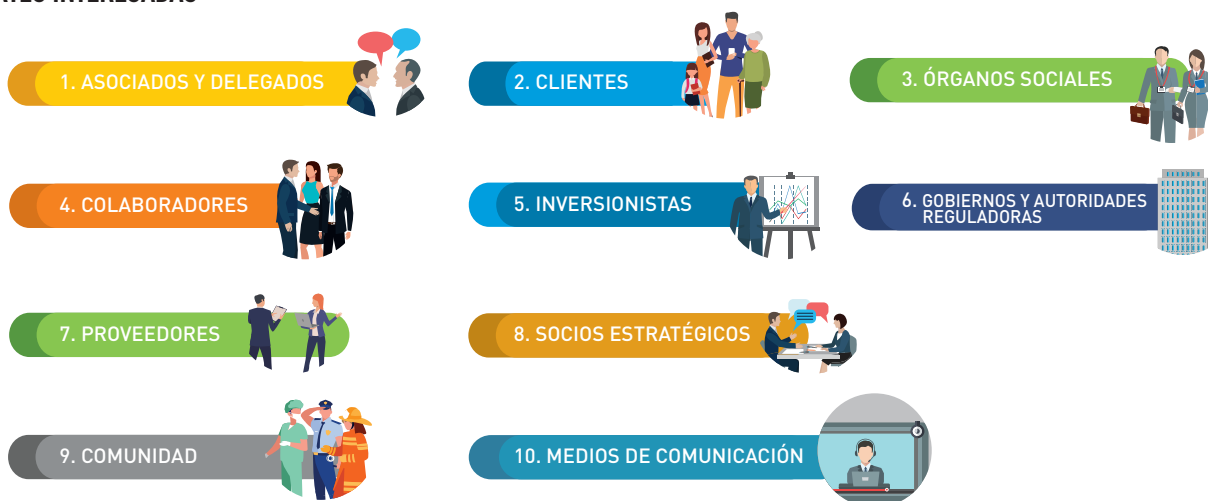 1. ASOCIADOS Y DELEGADOS
2. CLIENTES
3. ÓRGANOS SOCIALES
4. COLABORADORES
5. INVERSIONISTAS
6. GOBIERNOS Y AUTORIDADES
REGULADORAS
7. PROVEEDORES
8. SOCIOS ESTRATÉGICOS
9. COMUNIDAD
10. MEDIOS DE COMUNICACIÓN